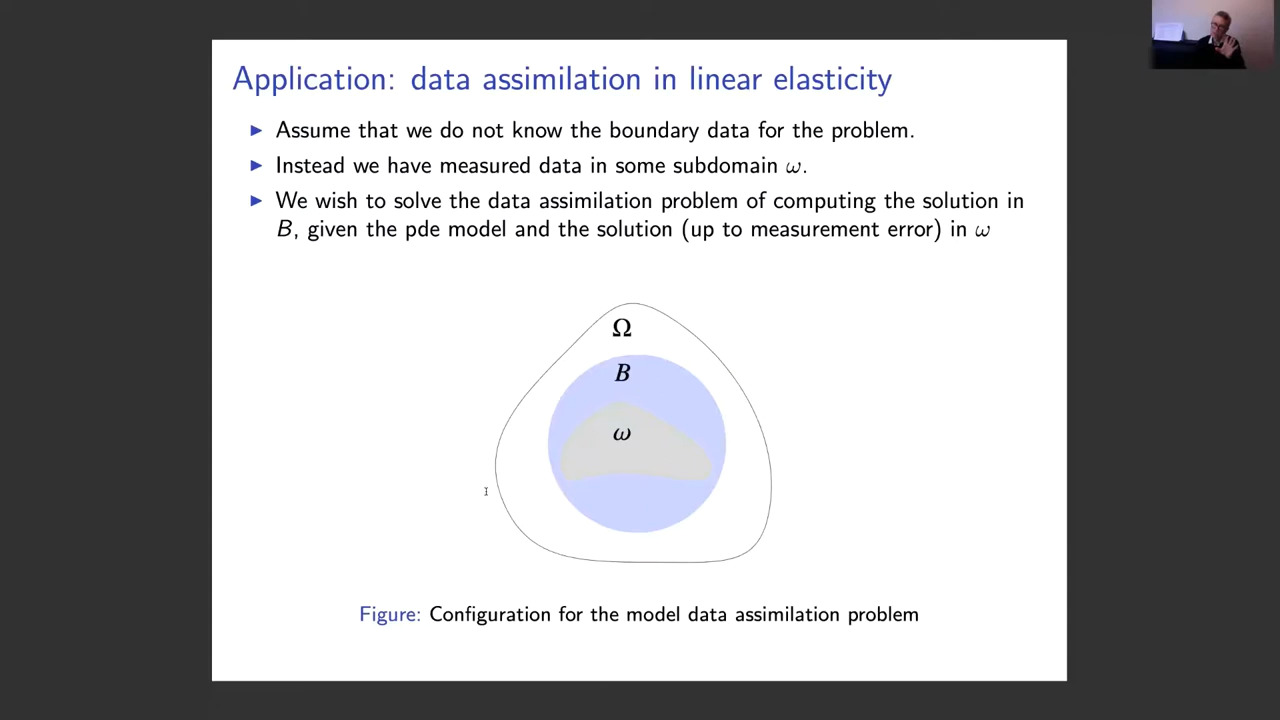 Application: data assimilation in linear elasticity
▶ Assume that we do not know the boundary data for the problem.
▶ Instead we have measured data in some subdomain ω.
▶ We wish to solve the data assimilation problem of computing the solution in
B, given the pde model and the solution (up to measurement error) in ω
Ω
B
ω
Figure: Configuration for the model data assimilation problem